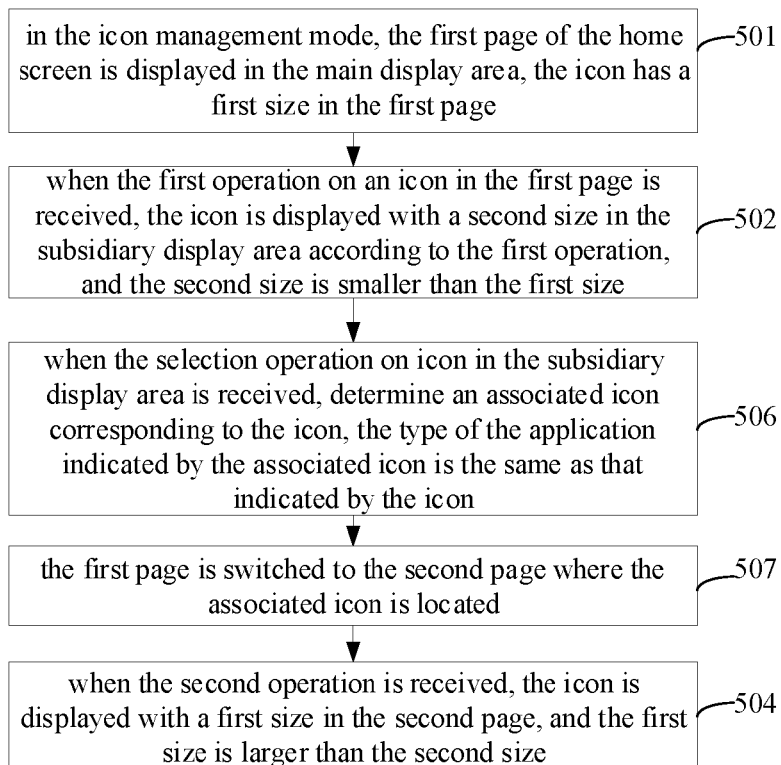 in the icon management mode, the first page of the home
screen is displayed in the main display area, the icon has a
first size in the first page
501
when the first operation on an icon in the first page is
received, the icon is displayed with a second size in the
subsidiary display area according to the first operation,
and the second size is smaller than the first size
502
when the selection operation on icon in the subsidiary
display area is received, determine an associated icon
corresponding to the icon, the type of the application
indicated by the associated icon is the same as that
indicated by the icon
506
the first page is switched to the second page where the
associated icon is located
507
when the second operation is received, the icon is
displayed with a first size in the second page, and the first
size is larger than the second size
504